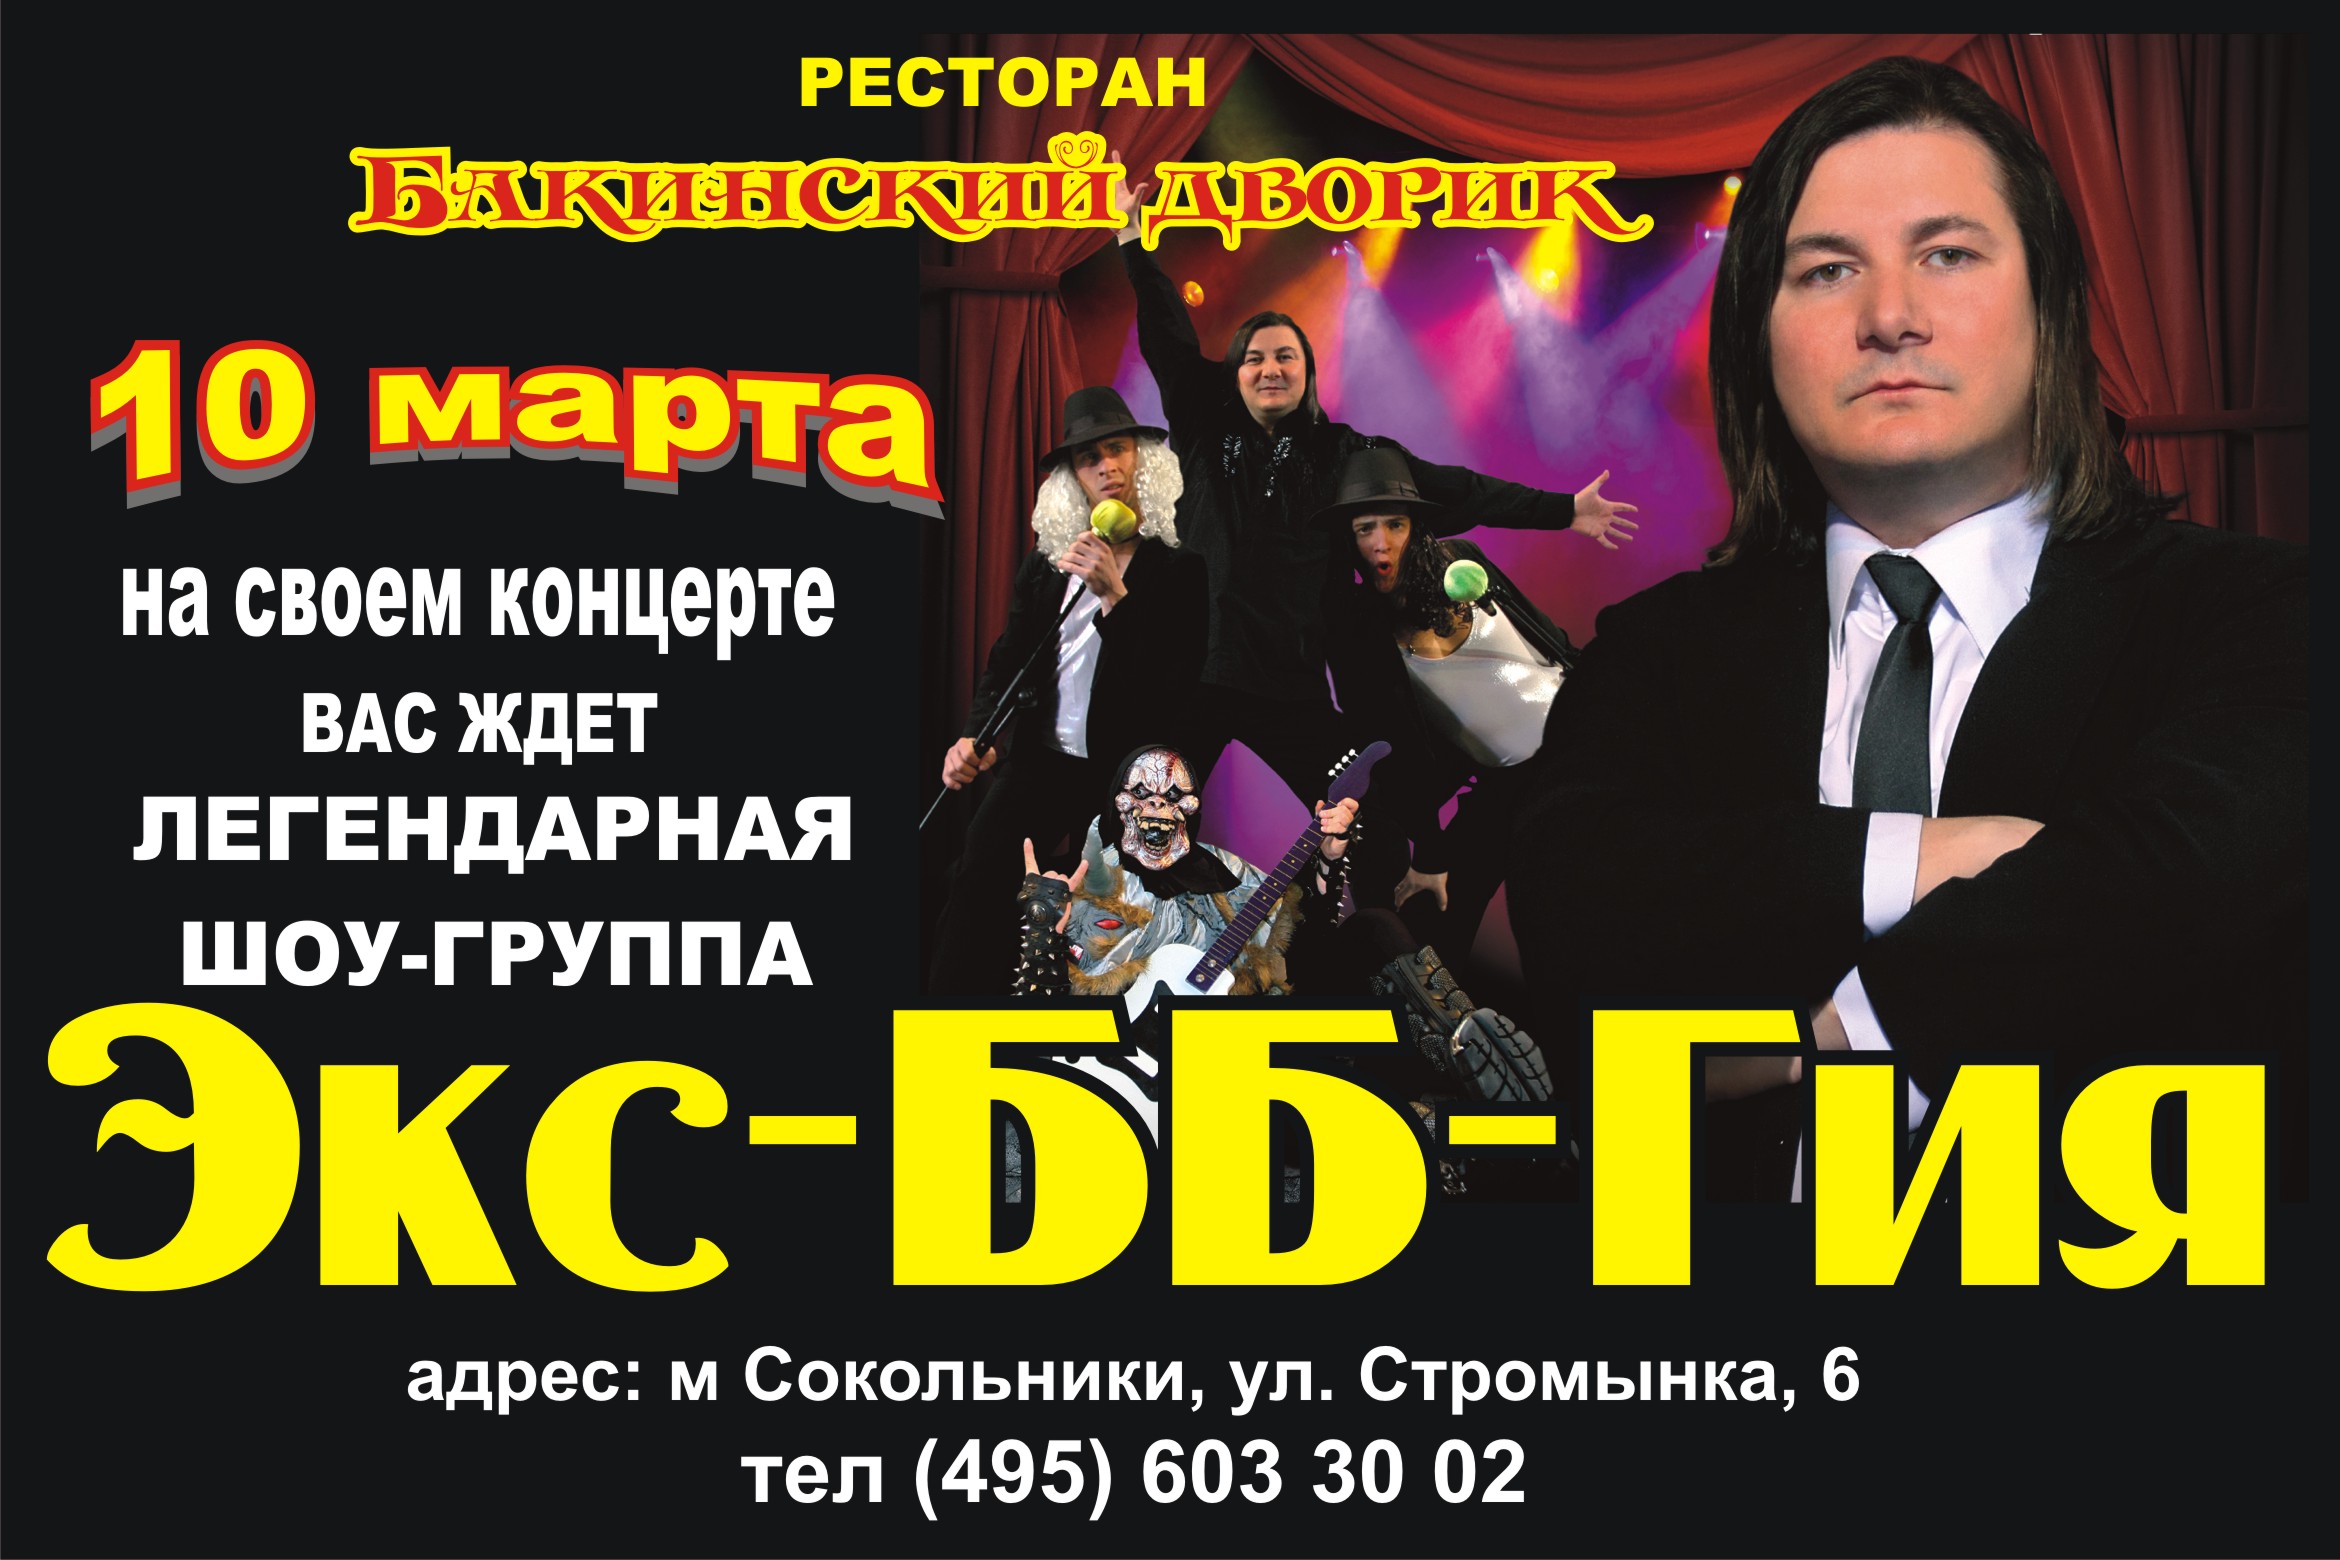 РЕСТОРАН
Бакинский дворик
10 марта
на своем концерте
ВАС ЖДЕТ
ЛЕГЕНДАРНАЯ
ШОУ-ГРУППА
Экс-ББ-Гия
адрес: м Сокольники, ул. Стромынка, 6
тел (495) 603 30 02